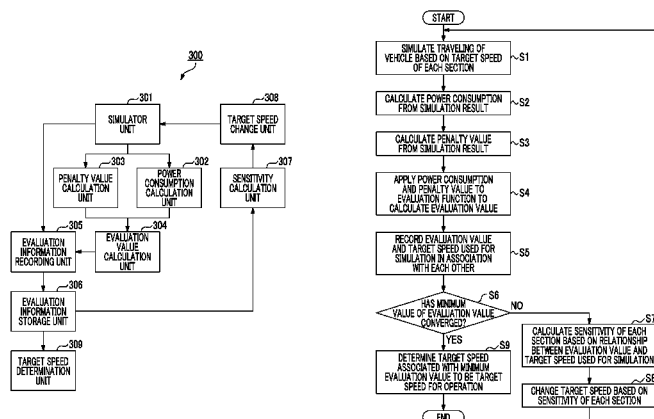 300
301
SIMULATOR
UNIT
308
TARGET SPEED
CHANGE UNIT
303
PENALTY VALUE
CALCULATION
UNIT
302
POWER
CONSUMPTION
CALCULATION
UNIT
307
SENSITIVITY
CALCULATION
UNIT
305
EVALUATION
INFORMATION
RECORDING UNIT
304
EVALUATION
VALUE
CALCULATION
UNIT
306
EVALUATION
INFORMATION
STORAGE UNIT
309
TARGET SPEED
DETERMINATION
UNIT
START
SIMULATE TRAVELING OF
VEHICLE BASED ON TARGET SPEED
OF EACH SECTION
S1
CALCULATE POWER CONSUMPTION
FROM SIMULATION RESULT
S2
CALCULATE PENALTY VALUE
FROM SIMULATION RESULT
S3
APPLY POWER CONSUMPTION
AND PENALTY VALUE TO
EVALUATION FUNCTION TO
CALCULATE EVALUATION VALUE
S4
RECORD EVALUATION VALUE
AND TARGET SPEED USED FOR
SIMULATION IN ASSOCIATION
WITH EACH OTHER
S5
S6
HAS MINIMUM
VALUE OF EVALUATION VALUE
CONVERGED?
NO
YES
S7
CALCULATE SENSITIVITY OF EACH
SECTION BASED ON RELATIONSHIP
BETWEEN EVALUATION VALUE AND
TARGET SPEED USED FOR SIMULATION
S8
CHANGE TARGET SPEED BASED ON
SENSITIVITY OF EACH SECTION
S9
DETERMINE TARGET SPEED
ASSOCIATED WITH MINIMUM
EVALUATION VALUE TO BE TARGET
SPEED FOR OPERATION
END